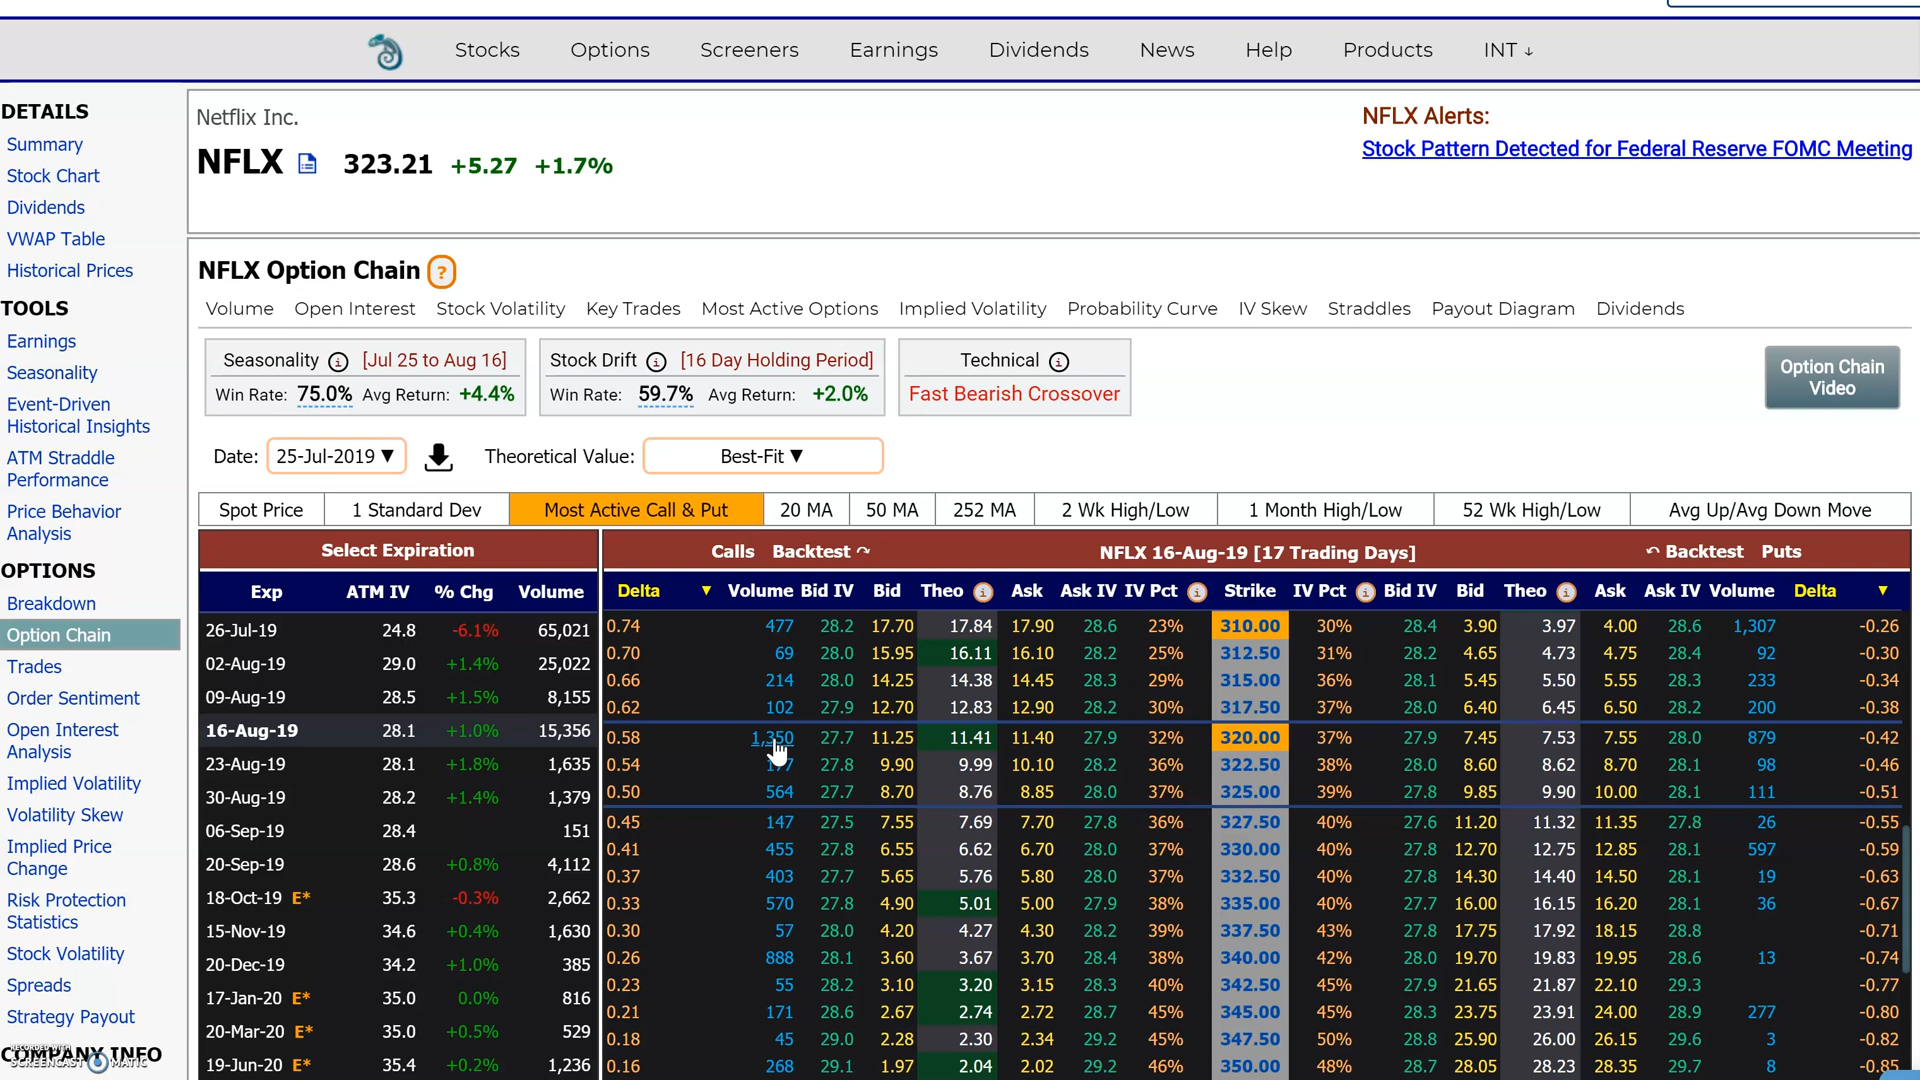 Stocks Options Screeners Earnings Dividends News Help Products INT ↓
DETAILS
Summary
Stock Chart
Dividends
VWAP Table
Historical Prices
TOOLS
Earnings
Seasonality
Event-Driven
Historical Insights
ATM Straddle
Performance
Price Behavior
Analysis
OPTIONS
Breakdown
Option Chain
Trades
Order Sentiment
Open Interest
Analysis
Implied Volatility
Volatility Skew
Implied Price
Change
Risk Protection
Statistics
Stock Volatility
Spreads
Strategy Payout
COMPANY INFO
RECORDED WITH
SCREENCAST MATIC
Netflix Inc.
NFLX 323.21 +5.27 +1.7%
NFLX Alerts:
Stock Pattern Detected for Federal Reserve FOMC Meeting
NFLX Option Chain ?
Volume Open Interest Stock Volatility Key Trades Most Active Options Implied Volatility Probability Curve IV Skew Straddles Payout Diagram Dividends
Seasonality i [Jul 25 to Aug 16]
Win Rate: 75.0% Avg Return: +4.4%
Stock Drift i [16 Day Holding Period]
Win Rate: 59.7% Avg Return: +2.0%
Technical i
Fast Bearish Crossover
Option Chain
Video
Date: 25-Jul-2019 ▼ Theoretical Value: Best-Fit ▼
Spot Price 1 Standard Dev Most Active Call & Put 20 MA 50 MA 252 MA 2 Wk High/Low 1 Month High/Low 52 Wk High/Low Avg Up/Avg Down Move
Select Expiration
Exp ATM IV % Chg Volume
26-Jul-19 24.8 -6.1% 65,021
02-Aug-19 29.0 +1.4% 25,022
09-Aug-19 28.5 +1.5% 8,155
16-Aug-19 28.1 +1.0% 15,356
23-Aug-19 28.1 +1.8% 1,635
30-Aug-19 28.2 +1.4% 1,379
06-Sep-19 28.4 151
20-Sep-19 28.6 +0.8% 4,112
18-Oct-19 E* 35.3 -0.3% 2,662
15-Nov-19 34.6 +0.4% 1,630
20-Dec-19 34.2 +1.0% 385
17-Jan-20 E* 35.0 0.0% 816
20-Mar-20 E* 35.0 +0.5% 529
19-Jun-20 E* 35.4 +0.2% 1,236
Calls Backtest ↷ NFLX 16-Aug-19 [17 Trading Days] ↶ Backtest Puts
Delta ▼ Volume Bid IV Bid Theo i Ask Ask IV IV Pct i Strike IV Pct i Bid IV Bid Theo i Ask Ask IV Volume Delta ▼
0.74 477 28.2 17.70 17.84 17.90 28.6 23% 310.00 30% 28.4 3.90 3.97 4.00 28.6 1,307 -0.26
0.70 69 28.0 15.95 16.11 16.10 28.2 25% 312.50 31% 28.2 4.65 4.73 4.75 28.4 92 -0.30
0.66 214 28.0 14.25 14.38 14.45 28.3 29% 315.00 36% 28.1 5.45 5.50 5.55 28.3 233 -0.34
0.62 102 27.9 12.70 12.83 12.90 28.2 30% 317.50 37% 28.0 6.40 6.45 6.50 28.2 200 -0.38
0.58 1,350 27.7 11.25 11.41 11.40 27.9 32% 320.00 37% 27.9 7.45 7.53 7.55 28.0 879 -0.42
0.54 177 27.8 9.90 9.99 10.10 28.2 36% 322.50 38% 28.0 8.60 8.62 8.70 28.1 98 -0.46
0.50 564 27.7 8.70 8.76 8.85 28.0 37% 325.00 39% 27.8 9.85 9.90 10.00 28.1 111 -0.51
0.45 147 27.5 7.55 7.69 7.70 27.8 36% 327.50 40% 27.6 11.20 11.32 11.35 27.8 26 -0.55
0.41 455 27.8 6.55 6.62 6.70 28.0 37% 330.00 40% 27.8 12.70 12.75 12.85 28.1 597 -0.59
0.37 403 27.7 5.65 5.76 5.80 28.0 37% 332.50 40% 27.8 14.30 14.40 14.50 28.1 19 -0.63
0.33 570 27.8 4.90 5.01 5.00 27.9 38% 335.00 40% 27.7 16.00 16.15 16.20 28.1 36 -0.67
0.30 57 28.0 4.20 4.27 4.30 28.2 39% 337.50 43% 27.8 17.75 17.92 18.15 28.8 -0.71
0.26 888 28.1 3.60 3.67 3.70 28.4 38% 340.00 42% 28.0 19.70 19.83 19.95 28.6 13 -0.74
0.23 55 28.2 3.10 3.20 3.15 28.3 40% 342.50 45% 27.9 21.65 21.87 22.10 29.3 -0.77
0.21 171 28.6 2.67 2.74 2.72 28.7 41% 345.00 45% 28.3 23.75 23.91 24.00 28.9 277 -0.80
0.18 45 29.0 2.28 2.30 2.34 29.2 45% 347.50 50% 28.8 25.90 26.00 26.15 29.6 3 -0.82
0.16 268 29.1 1.97 2.04 2.02 29.2 46% 350.00 48% 28.7 28.05 28.23 28.35 29.7 8 -0.85